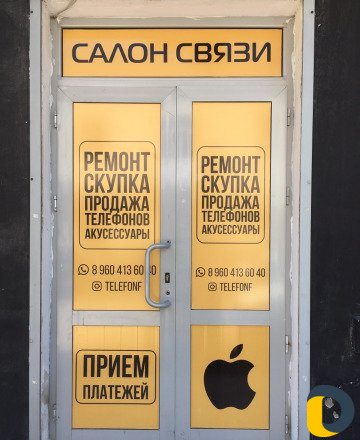 САЛОН СВЯЗИ
РЕМОНТ
СКУПКА
ПРОДАЖА
ТЕЛЕФОНОВ
АКУСЕССУАРЫ
8 960 413 60 40
TELEFONF
ПРИЕМ
ПЛАТЕЖЕЙ
РЕМОНТ
СКУПКА
ПРОДАЖА
ТЕЛЕФОНОВ
АКУСЕССУАРЫ
8 960 413 60 40
TELEFONF